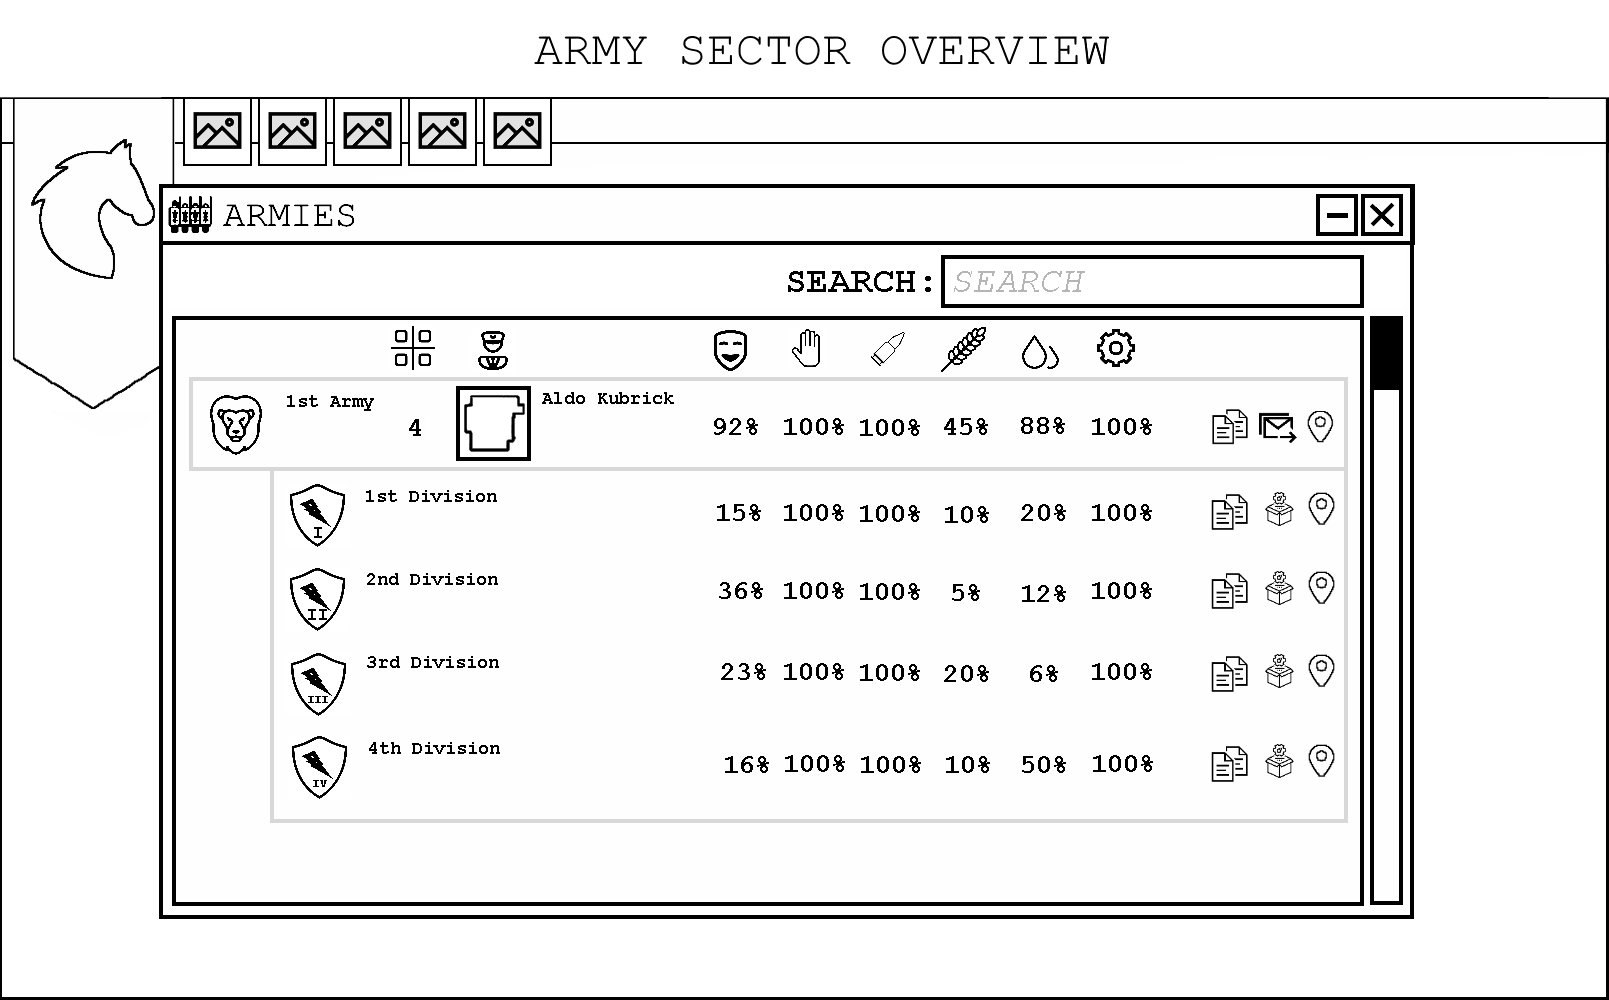 ARMY SECTOR OVERVIEW
ARMIES
SEARCH: SEARCH
1st Army 4 Aldo Kubrick 92% 100% 100% 45% 88% 100%
I 1st Division 15% 100% 100% 10% 20% 100%
II 2nd Division 36% 100% 100% 5% 12% 100%
III 3rd Division 23% 100% 100% 20% 6% 100%
IV 4th Division 16% 100% 100% 10% 50% 100%